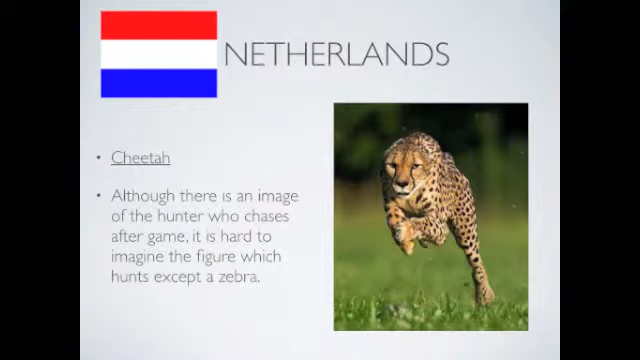 NETHERLANDS
• Cheetah
• Although there is an image
of the hunter who chases
after game, it is hard to
imagine the figure which
hunts except a zebra.